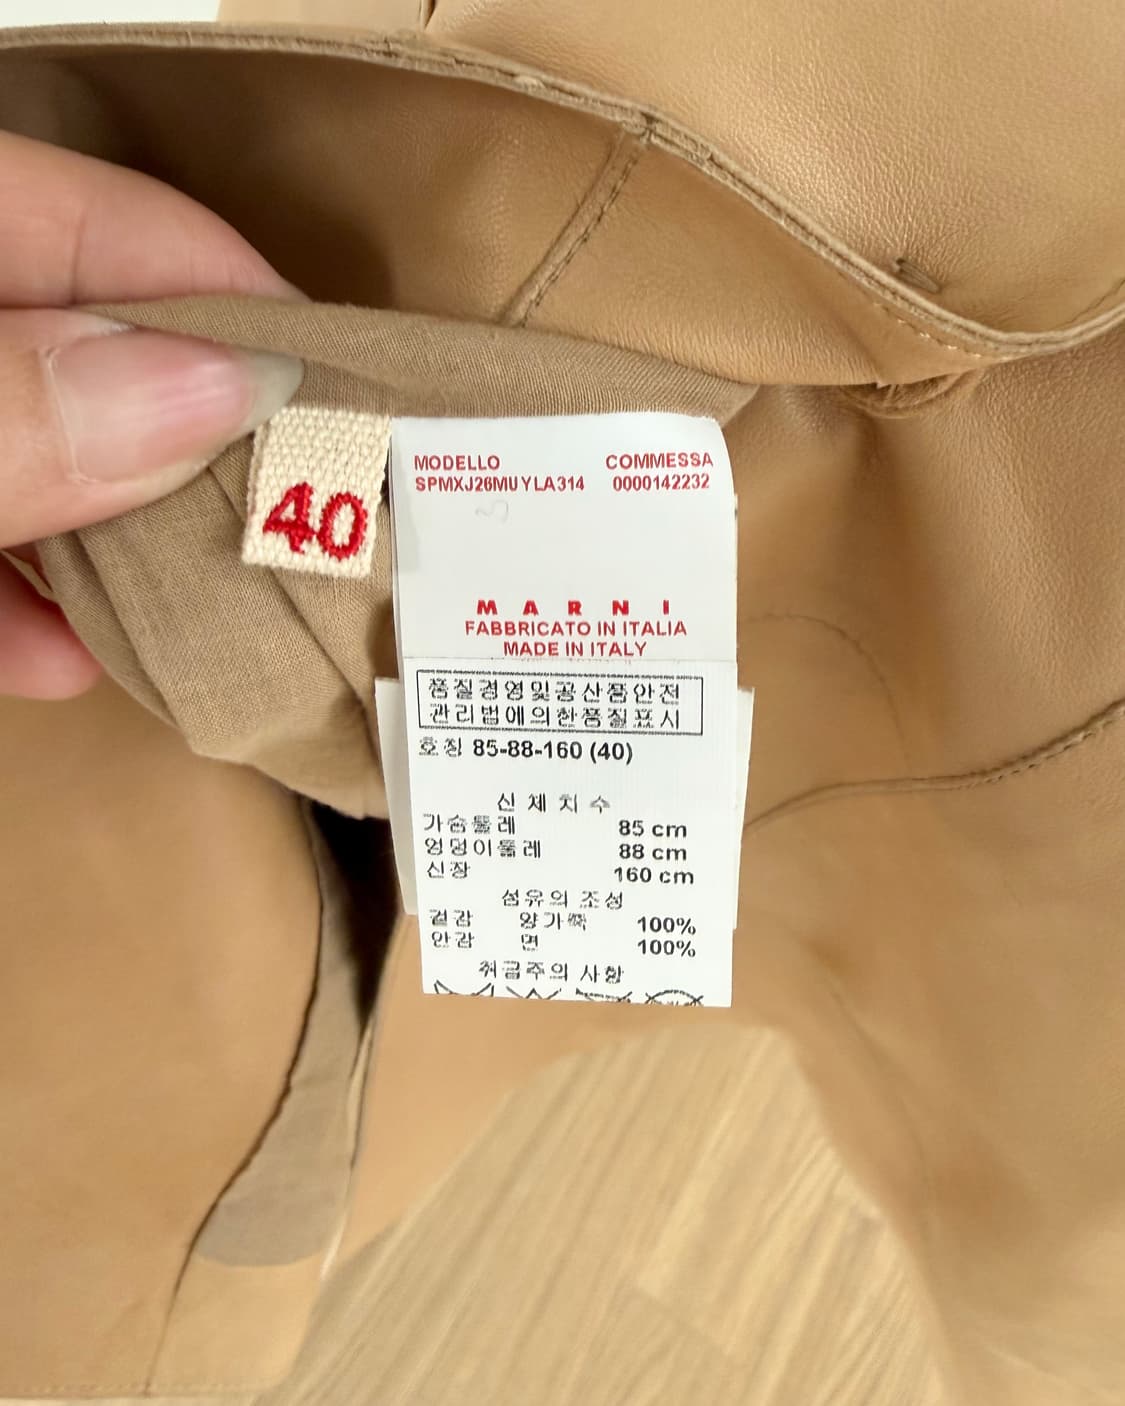 40
MODELLO COMMESSA
SPMXJ26MUYLA314 0000142232
MARNI
FABBRICATO IN ITALIA
MADE IN ITALY
품질경영및공산품안전
관리법에의한품질표시
호칭 85-88-160 (40)
신체치수
가슴둘레 85 cm
엉덩이둘레 88 cm
신장 160 cm
섬유의 조성
겉감 양가죽 100%
안감 면 100%
취급주의 사항